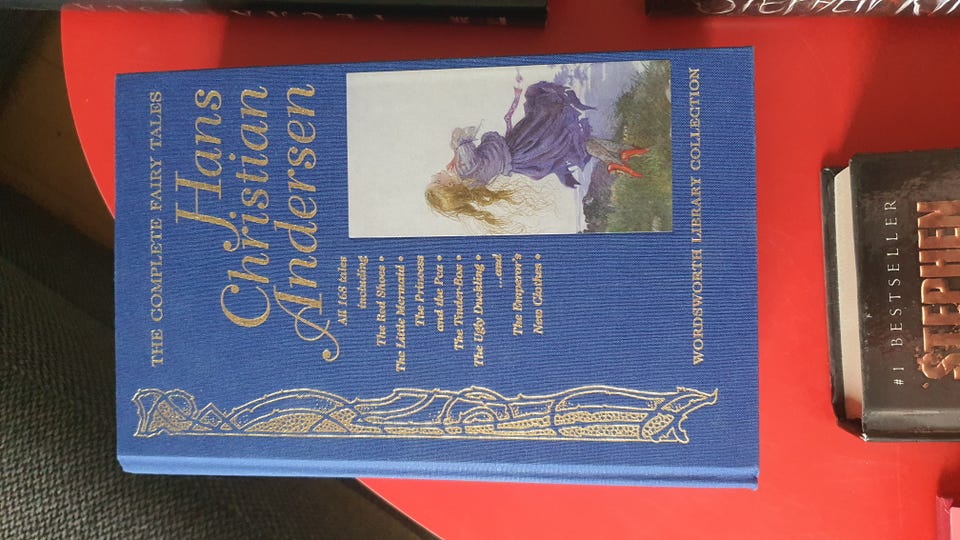 THE COMPLETE FAIRY TALES
Hans
Christian
Andersen
All 168 tales
including
The Red Shoes •
The Little Mermaid •
The Princess
and the Pea •
The Tinder-Box •
The Ugly Duckling •
...and
The Emperor's
New Clothes •
WORDSWORTH LIBRARY COLLECTION
#1 BESTSELLER
STEPHEN
STEPHEN